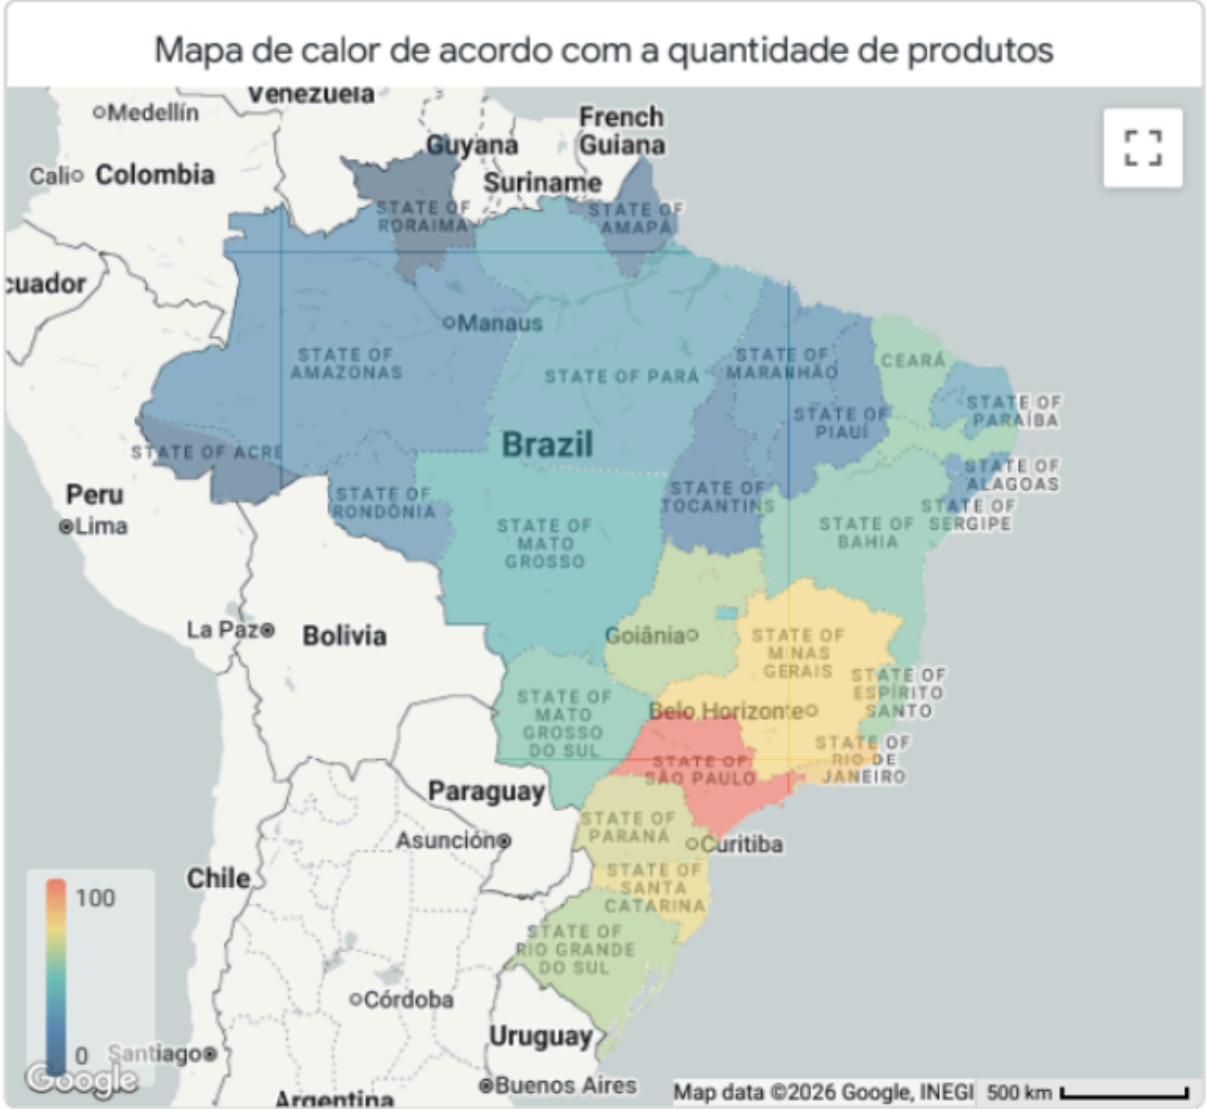 Mapa de calor de acordo com a quantidade de produtos
Venezuela
Medellín
French
Guiana
Guyana
Cali
Colombia
Suriname
STATE OF
RORAIMA
STATE OF
AMAPÁ
cuador
Manaus
STATE OF
AMAZONAS
STATE OF PARÁ
STATE OF
MARANHÃO
CEARÁ
STATE OF
PARAÍBA
STATE OF
PIAUÍ
Brazil
STATE OF ACRE
STATE OF
ALAGOAS
Peru
Lima
STATE OF
RONDÔNIA
STATE OF
TOCANTINS
STATE OF
SERGIPE
STATE OF
MATO
GROSSO
STATE OF
BAHIA
La Paz
Bolivia
Goiânia
STATE OF
MINAS
GERAIS
STATE OF
ESPÍRITO
SANTO
STATE OF
MATO
GROSSO
DO SUL
Belo Horizonte
STATE OF
RIO DE
JANEIRO
STATE OF
SÃO PAULO
Paraguay
STATE OF
PARANÁ
Asunción
Curitiba
Chile
STATE OF
SANTA
CATARINA
100
STATE OF
RIO GRANDE
DO SUL
Córdoba
Uruguay
0
Santiago
Google
Buenos Aires
Argentina
Map data ©2026 Google, INEGI
500 km